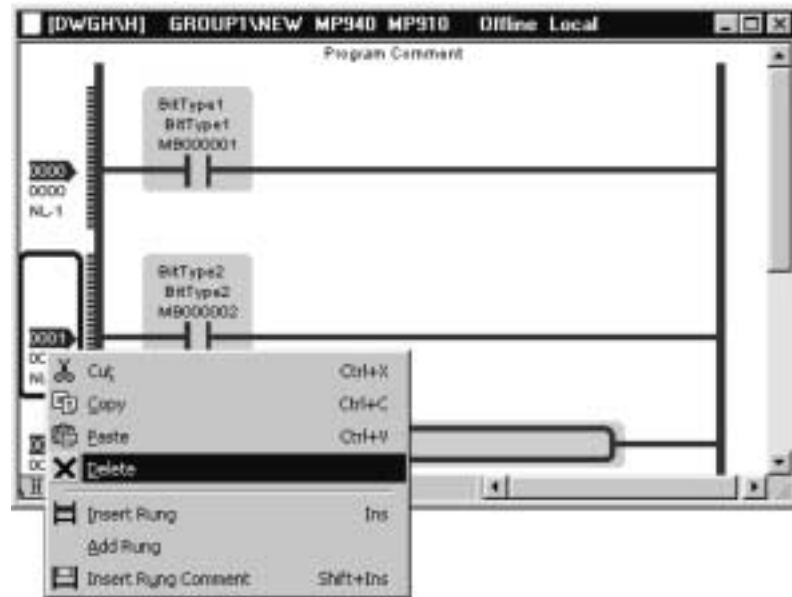 [DWGH\H] GROUP1\NEW MP940 MP910 Offline Local
Program Comment
BitType1
BitType1
MB000001
0000
0000
NL-1
BitType2
BitType2
MB000002
0001
Cut Ctrl+X
Copy Ctrl+C
Paste Ctrl+V
Delete
Insert Rung Ins
Add Rung
Insert Rung Comment Shift+Ins